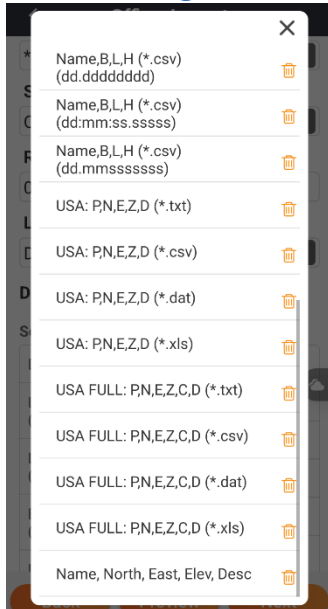 Name,B,L,H (*.csv)
(dd.dddddddd)
Name,B,L,H (*.csv)
(dd:mm:ss.sssss)
Name,B,L,H (*.csv)
(dd.mmsssssss)
USA: P,N,E,Z,D (*.txt)
USA: P,N,E,Z,D (*.csv)
USA: P,N,E,Z,D (*.dat)
USA: P,N,E,Z,D (*.xls)
USA FULL: P,N,E,Z,C,D (*.txt)
USA FULL: P,N,E,Z,C,D (*.csv)
USA FULL: P,N,E,Z,C,D (*.dat)
USA FULL: P,N,E,Z,C,D (*.xls)
Name, North, East, Elev, Desc